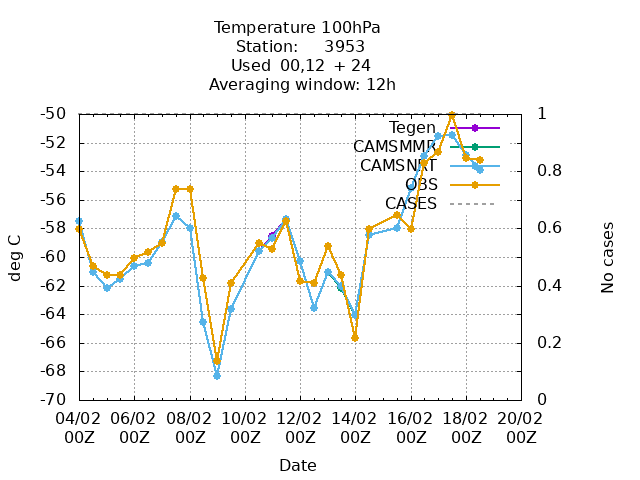 Temperature 100hPa
Station: 3953
Used 00,12 + 24
Averaging window: 12h
-50 1
Tegen
-52
CAMSMMR
-54 0.8
CAMSNRT
-56
OBS
CASES
-58 0.6
-60
deg C
No cases
-62 0.4
-64
-66 0.2
-68
-70 0
04/02 06/02 08/02 10/02 12/02 14/02 16/02 18/02 20/02
00Z 00Z 00Z 00Z 00Z 00Z 00Z 00Z 00Z
Date